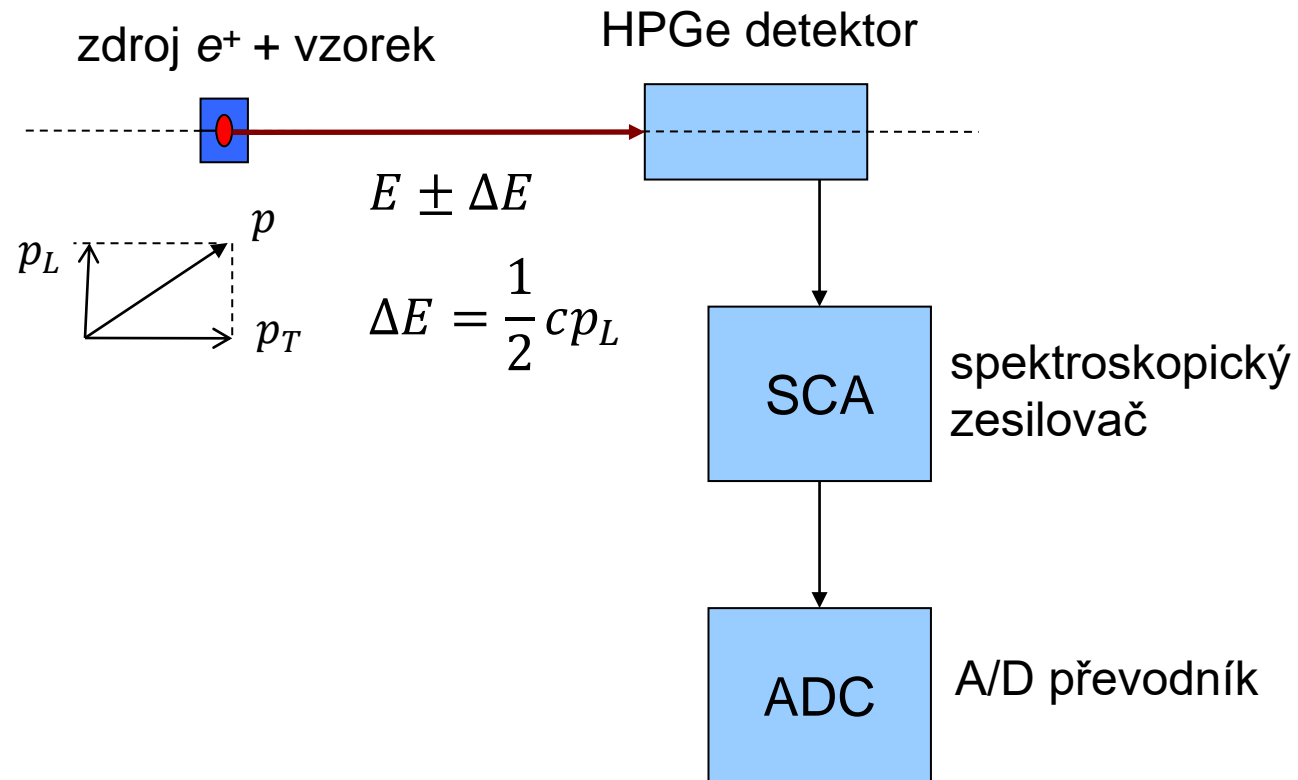 zdroj e⁺ + vzorek
HPGe detektor
E ± ΔE
p
p_L
p_T
ΔE = 1/2 cp_L
SCA
spektroskopický
zesilovač
ADC
A/D převodník